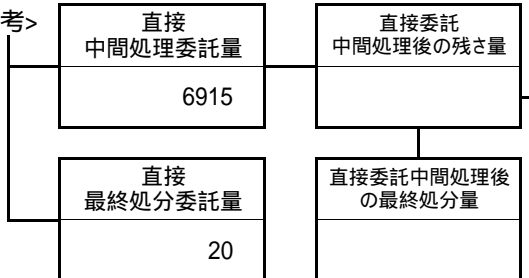 考>
直接
中間処理委託量
6915
直接委託
中間処理後の残さ量
直接
最終処分委託量
20
直接委託中間処理後
の最終処分量